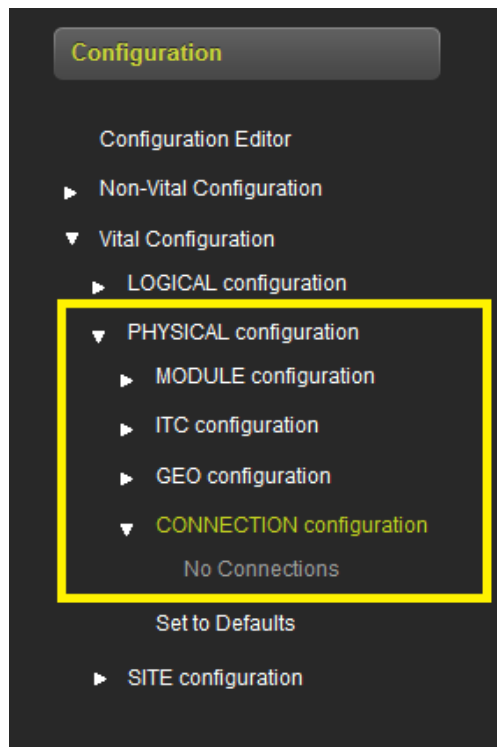 Configuration
Configuration Editor
Non-Vital Configuration
Vital Configuration
LOGICAL configuration
PHYSICAL configuration
MODULE configuration
ITC configuration
GEO configuration
CONNECTION configuration
No Connections
Set to Defaults
SITE configuration